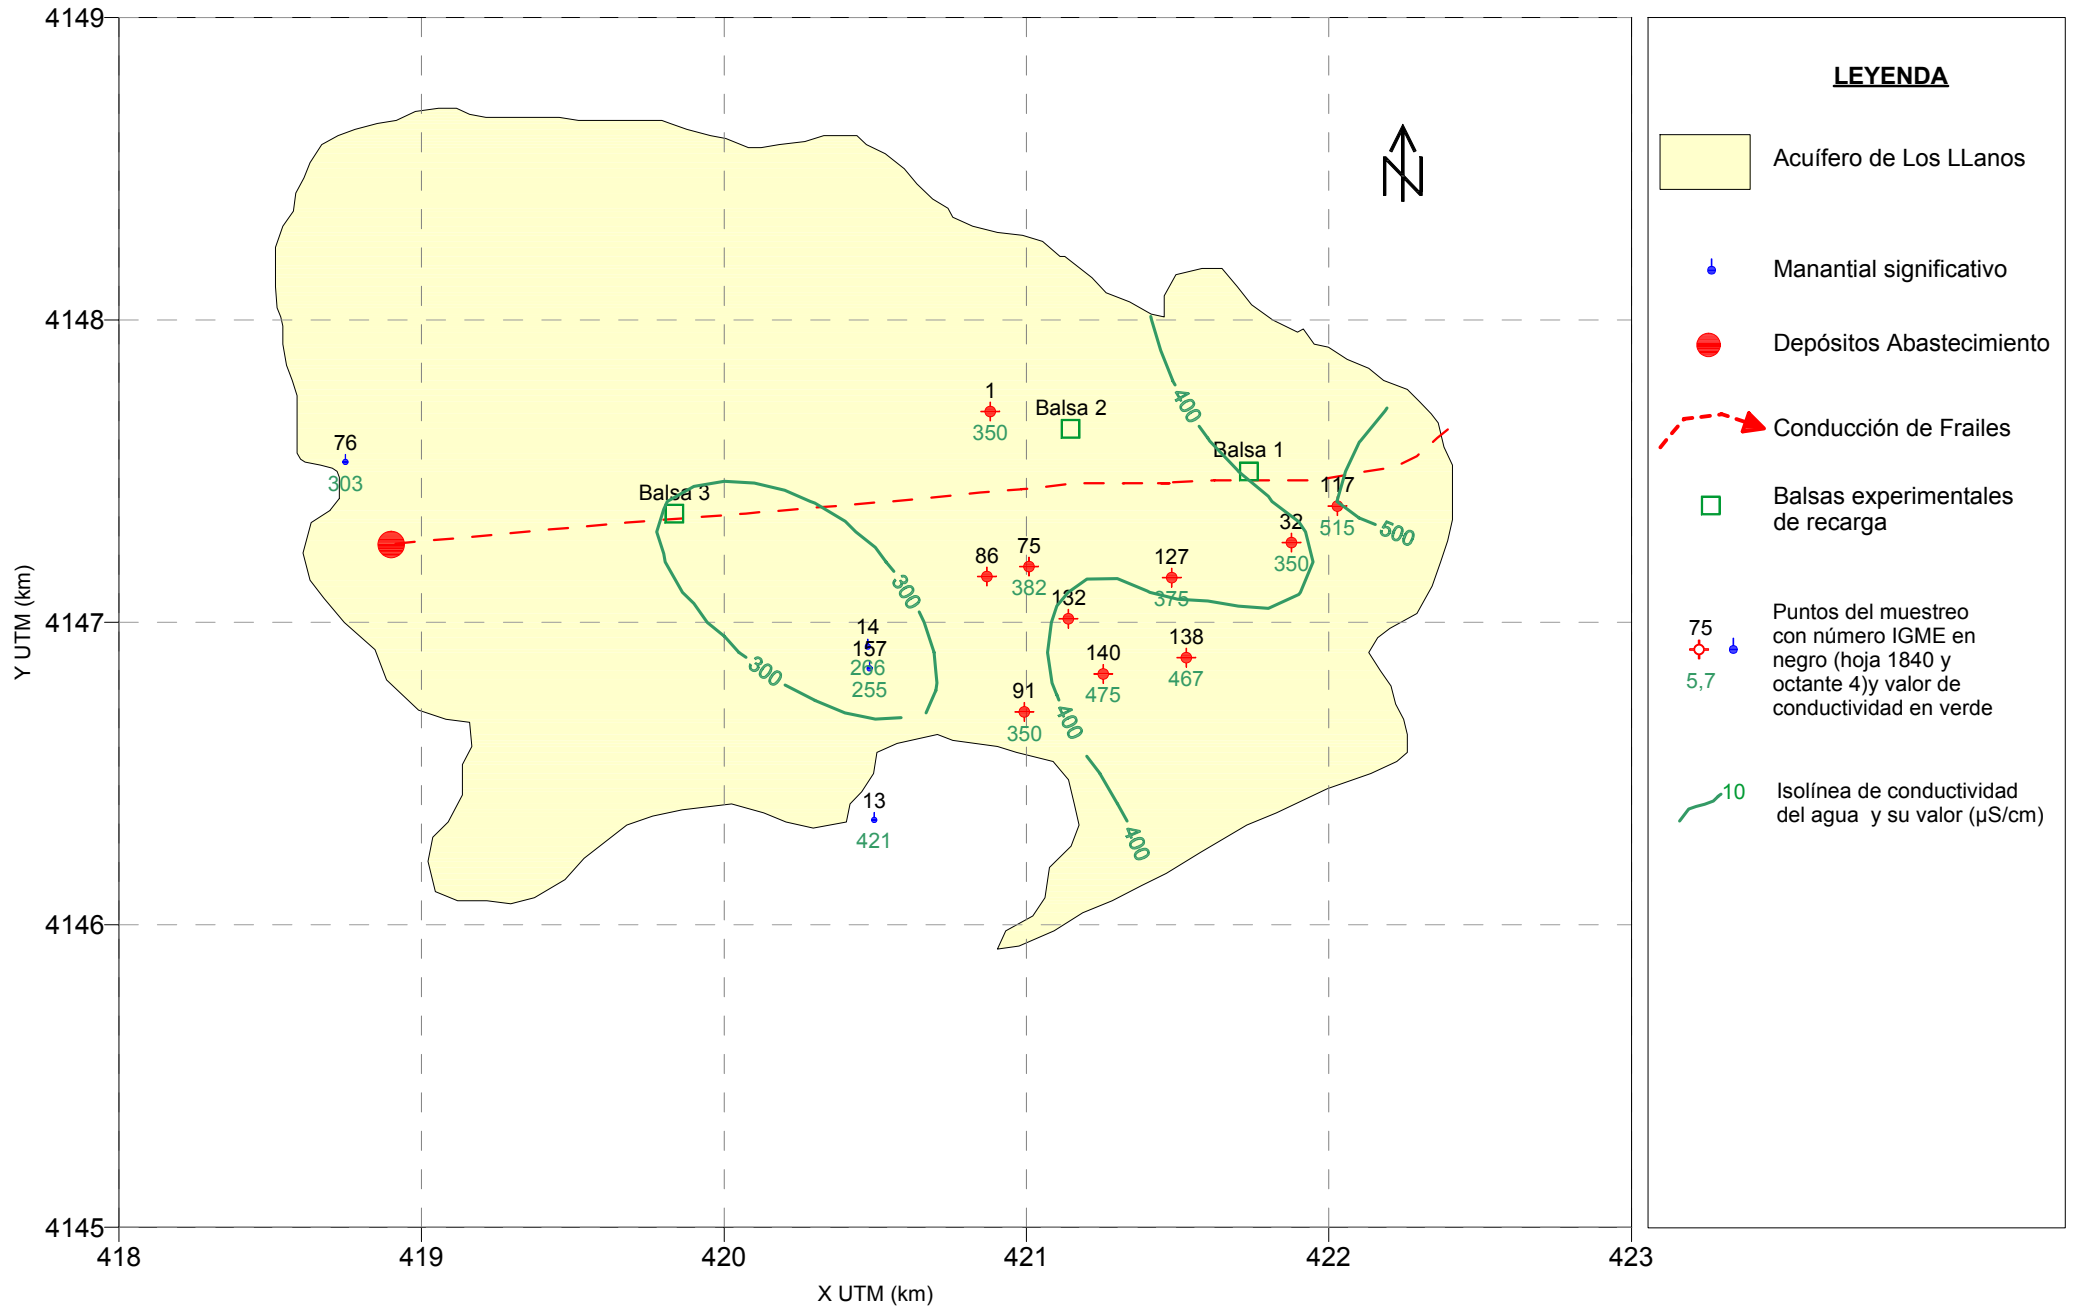 4149
4148
4147
4146
4145
418
419
420
421
422
423
X UTM (km)
Y UTM (km)
1
350
Balsa 2
400
Balsa 1
76
303
Balsa 3
117
515
500
32
350
86
75
382
127
375
300
132
14
266
157
255
300
138
467
140
475
91
350
400
13
421
400
LEYENDA
Acuífero de Los LLanos
Manantial significativo
Depósitos Abastecimiento
Conducción de Frailes
Balsas experimentales
de recarga
75
5,7
Puntos del muestreo
con número IGME en
negro (hoja 1840 y
octante 4)y valor de
conductividad en verde
10
Isolínea de conductividad
del agua y su valor (µS/cm)